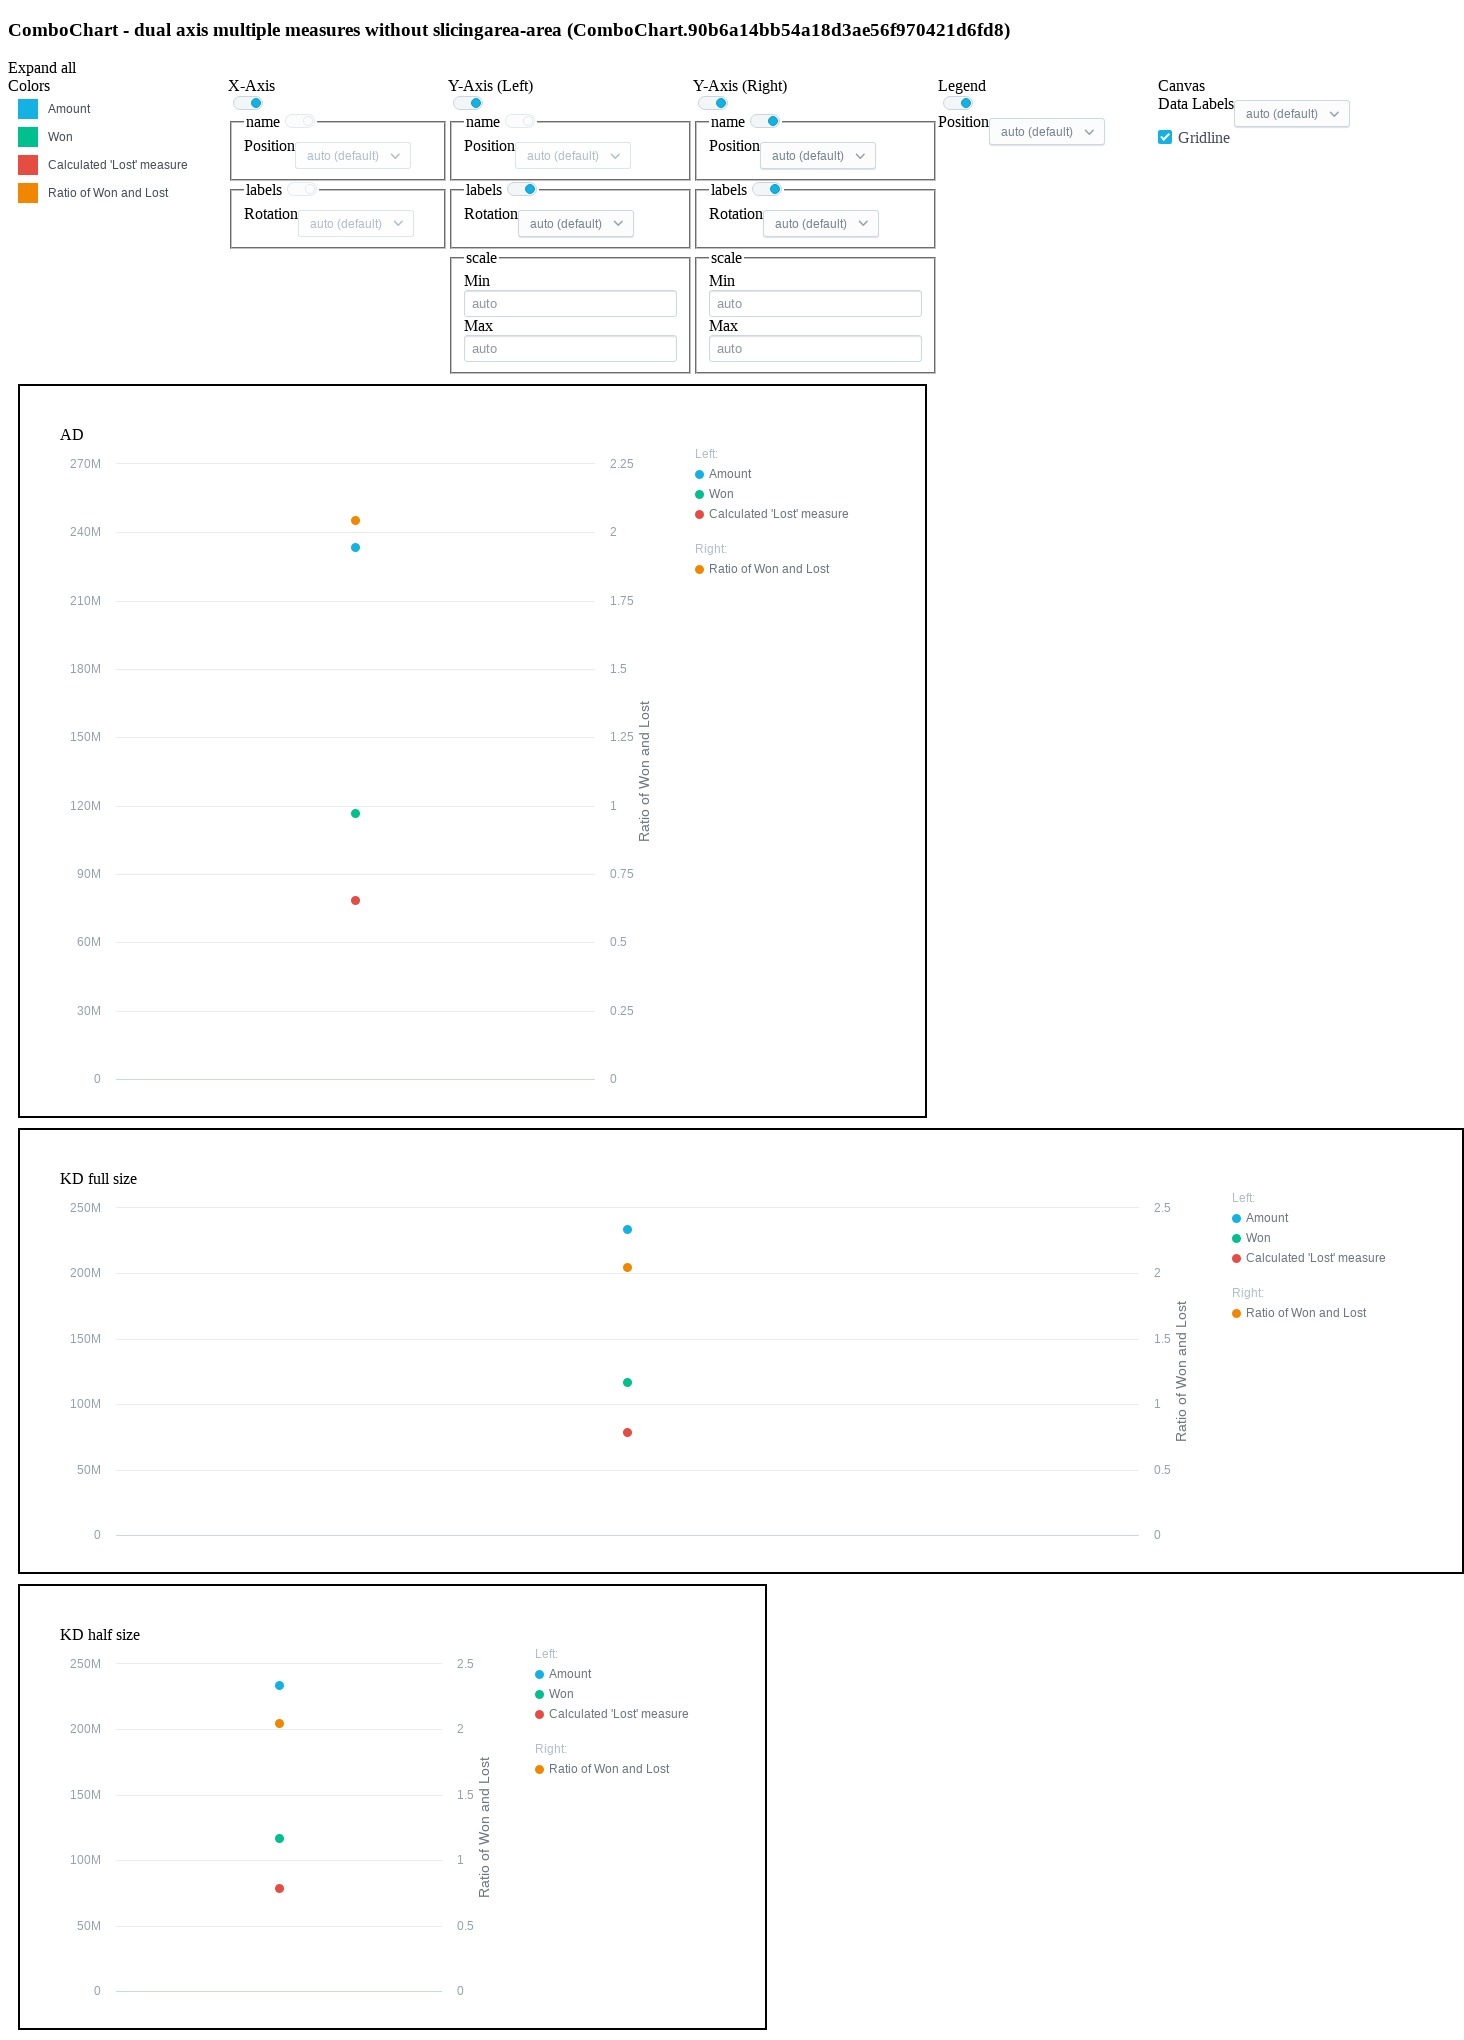 ComboChart - dual axis multiple measures without slicingarea-area (ComboChart.90b6a14bb54a18d3ae56f970421d6fd8)
Expand all
Colors
Amount
Won
Calculated 'Lost' measure
Ratio of Won and Lost
X-Axis
name
Position auto (default)
labels
Rotation auto (default)
Y-Axis (Left)
name
Position auto (default)
labels
Rotation auto (default)
scale
Min
auto
Max
auto
Y-Axis (Right)
name
Position auto (default)
labels
Rotation auto (default)
scale
Min
auto
Max
auto
Legend
Position auto (default)
Canvas
Data Labels auto (default)
Gridline
AD
270M
240M
210M
180M
150M
120M
90M
60M
30M
0
2.25
2
1.75
1.5
1.25
1
0.75
0.5
0.25
0
Ratio of Won and Lost
Left:
Amount
Won
Calculated 'Lost' measure
Right:
Ratio of Won and Lost
KD full size
250M
200M
150M
100M
50M
0
2.5
2
1.5
1
0.5
0
Ratio of Won and Lost
Left:
Amount
Won
Calculated 'Lost' measure
Right:
Ratio of Won and Lost
KD half size
250M
200M
150M
100M
50M
0
2.5
2
1.5
1
0.5
0
Ratio of Won and Lost
Left:
Amount
Won
Calculated 'Lost' measure
Right:
Ratio of Won and Lost